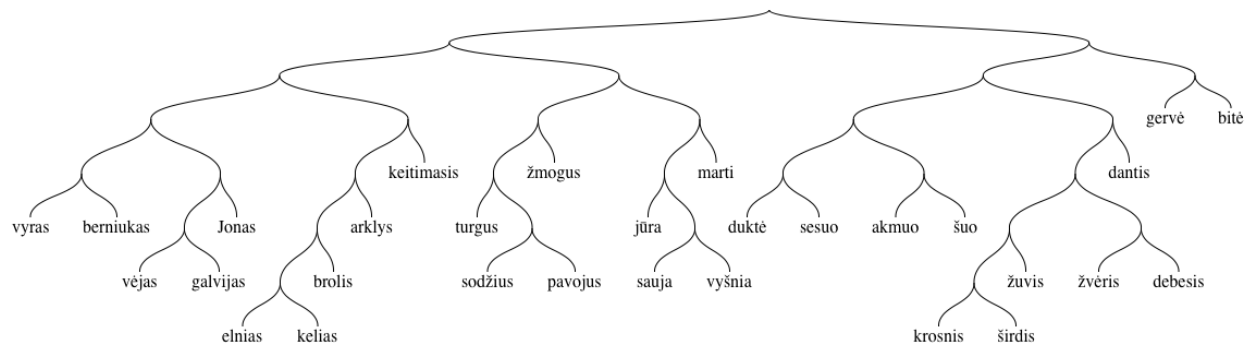 gervė bitė
keitimasis žmogus marti dantis
vyras berniukas Jonas arklys turgus jūra duktė sesuo akmuo šuo
vėjas galvijas brolis sodžius pavojus sauja vyšnia žuvis žvėris debesis
elnias kelias krosnis širdis